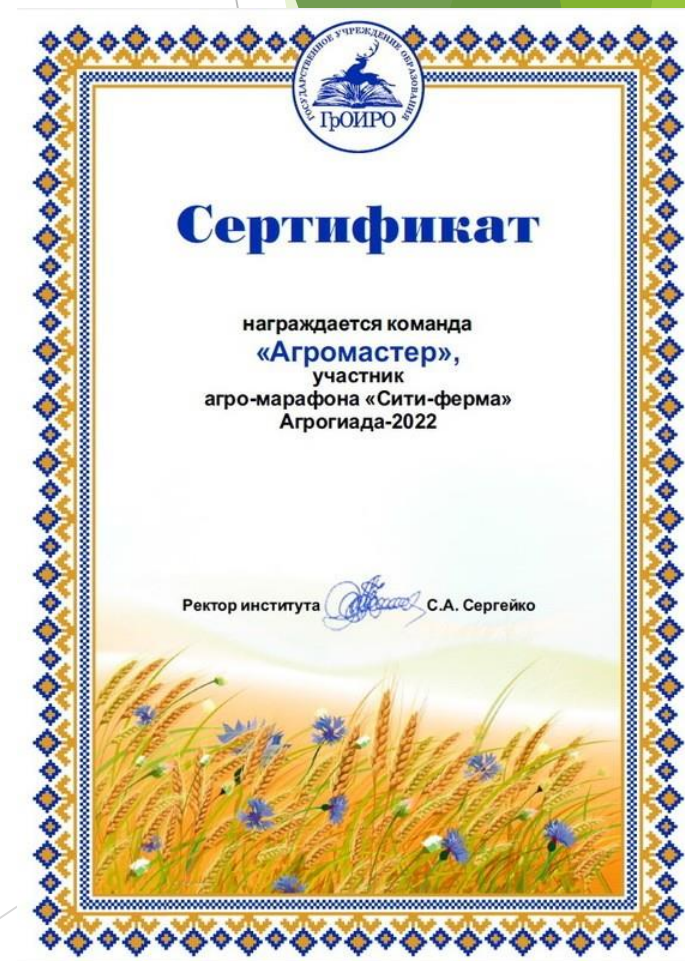 ГОСУДАРСТВЕННОЕ УЧРЕЖДЕНИЕ ОБРАЗОВАНИЯ
ГрОИРО
Сертификат
награждается команда
«Агромастер»,
участник
агро-марафона «Сити-ферма»
Агрогиада-2022
Ректор института С.А. Сергейко